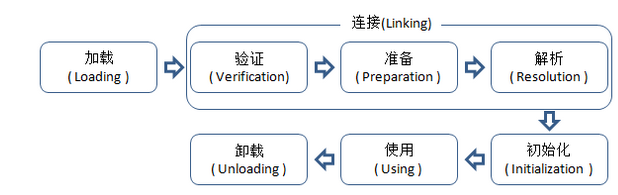 连接(Linking)
加载
( Loading )
验证
( Verification)
准备
( Preparation )
解析
( Resolution )
初始化
( Initialization )
使用
( Using )
卸载
( Unloading )